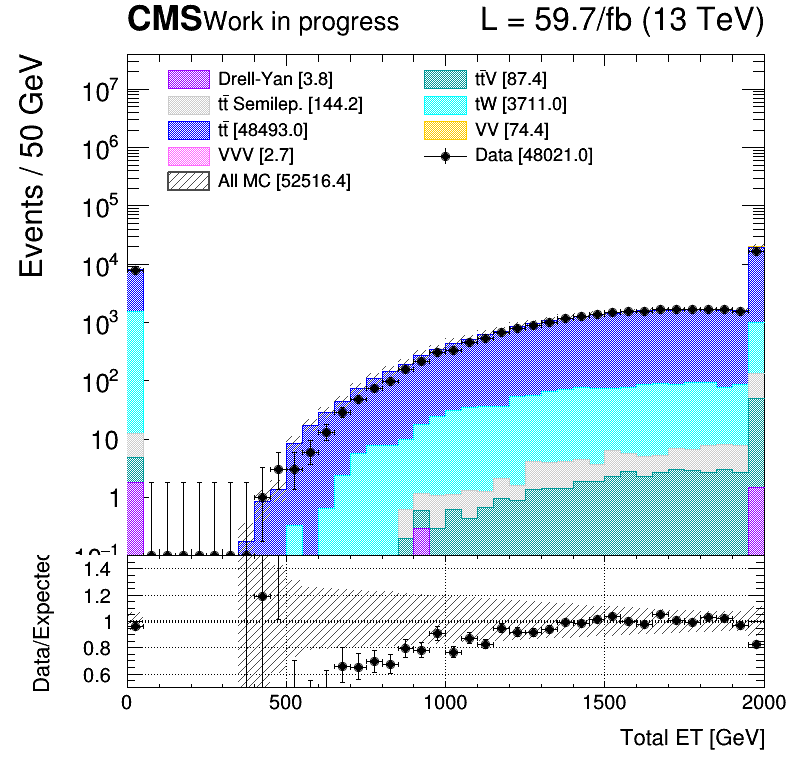 CMS Work in progress L = 59.7/fb (13 TeV)
Events / 50 GeV
Drell-Yan [3.8]
tt̄ Semilep. [144.2]
tt̄ [48493.0]
VVV [2.7]
All MC [52516.4]
tt̄V [87.4]
tW [3711.0]
VV [74.4]
Data [48021.0]
10⁷
10⁶
10⁵
10⁴
10³
10²
10
1
10⁻¹
Data/Expected
1.4
1.2
1
0.8
0.6
0 500 1000 1500 2000
Total ET [GeV]